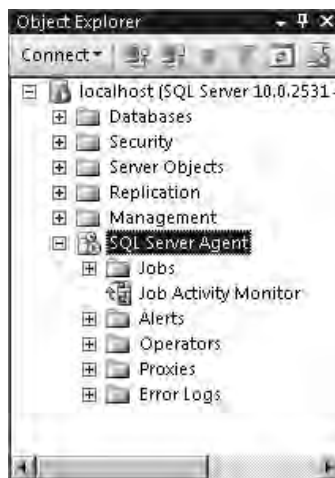 Object Explorer
Connect
localhost (SQL Server 10.0.2531 -
Databases
Security
Server Objects
Replication
Management
SQL Server Agent
Jobs
Job Activity Monitor
Alerts
Operators
Proxies
Error Logs